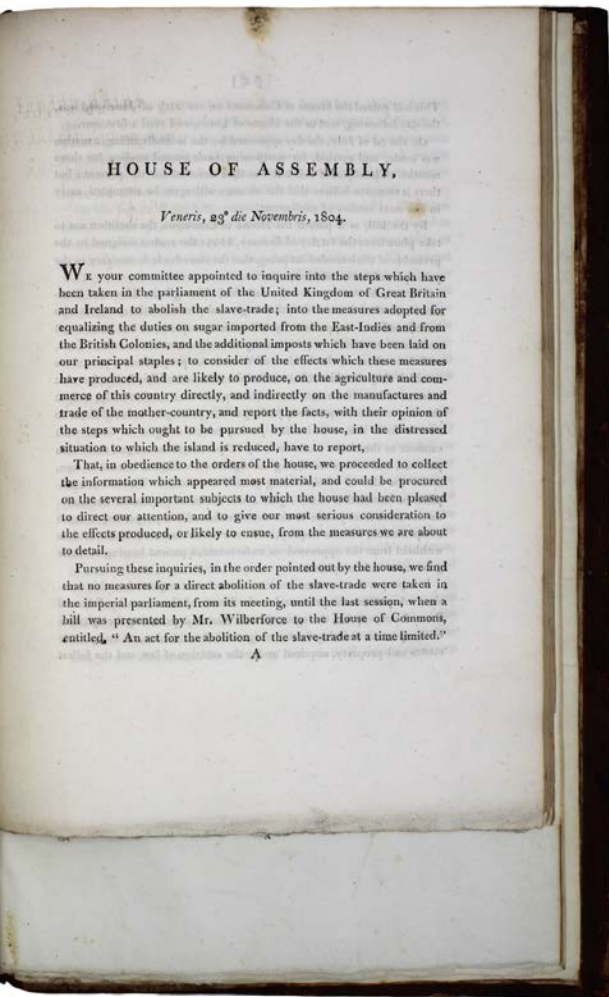 HOUSE OF ASSEMBLY,
Veneris, 23° die Novembris, 1804.
WE your committee appointed to inquire into the steps which have
been taken in the parliament of the United Kingdom of Great Britain
and Ireland to abolish the slave-trade; into the measures adopted for
equalizing the duties on sugar imported from the East-Indies and from
the British Colonies, and the additional imposts which have been laid on
our principal staples; to consider of the effects which these measures
have produced, and are likely to produce, on the agriculture and com-
merce of this country directly, and indirectly on the manufactures and
trade of the mother-country, and report the facts, with their opinion of
the steps which ought to be pursued by the house, in the distressed
situation to which the island is reduced, have to report,
That, in obedience to the orders of the house, we proceeded to collect
the information which appeared most material, and could be procured
on the several important subjects to which the house had been pleased
to direct our attention, and to give our most serious consideration to
the effects produced, or likely to ensue, from the measures we are about
to detail.
Pursuing these inquiries, in the order pointed out by the house, we find
that no measures for a direct abolition of the slave-trade were taken in
the imperial parliament, from its meeting, until the last session, when a
bill was presented by Mr. Wilberforce to the House of Commons,
entitled, “ An act for the abolition of the slave-trade at a time limited.”
A